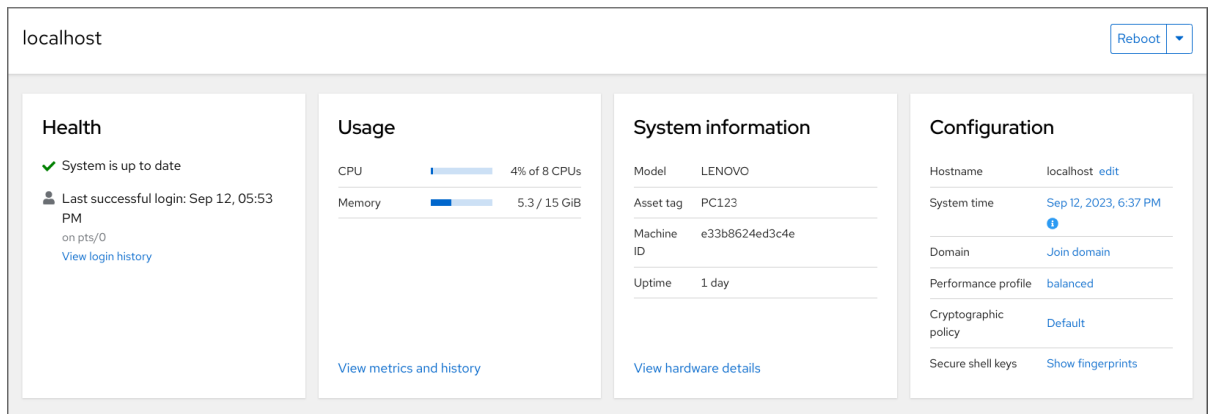 localhost
Reboot
Health
System is up to date
Last successful login: Sep 12, 05:53
PM
on pts/0
View login history
Usage
CPU 4% of 8 CPUs
Memory 5.3 / 15 GiB
View metrics and history
System information
Model LENOVO
Asset tag PC123
Machine
ID e33b8624ed3c4e
Uptime 1 day
View hardware details
Configuration
Hostname localhost edit
System time Sep 12, 2023, 6:37 PM
Domain Join domain
Performance profile balanced
Cryptographic
policy Default
Secure shell keys Show fingerprints